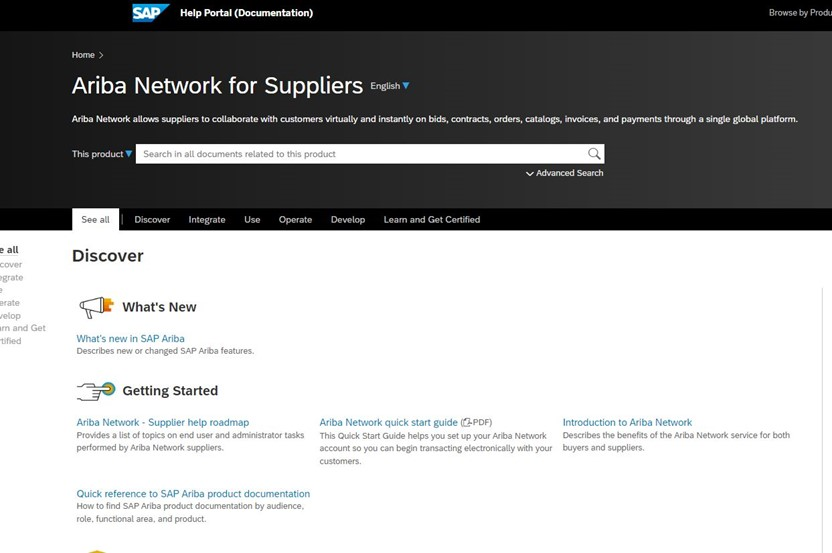 SAP Help Portal (Documentation)
Browse by Produ
Home >
Ariba Network for Suppliers English
Ariba Network allows suppliers to collaborate with customers virtually and instantly on bids, contracts, orders, catalogs, invoices, and payments through a single global platform.
This product Search in all documents related to this product
Advanced Search
See all | Discover Integrate Use Operate Develop Learn and Get Certified
e all
cover
egrate
e
erate
velop
arn and Get
tified
Discover
What's New
What's new in SAP Ariba
Describes new or changed SAP Ariba features.
Getting Started
Ariba Network - Supplier help roadmap
Provides a list of topics on end user and administrator tasks
performed by Ariba Network suppliers.
Ariba Network quick start guide (PDF)
This Quick Start Guide helps you set up your Ariba Network
account so you can begin transacting electronically with your
customers.
Introduction to Ariba Network
Describes the benefits of the Ariba Network service for both
buyers and suppliers.
Quick reference to SAP Ariba product documentation
How to find SAP Ariba product documentation by audience,
role, functional area, and product.